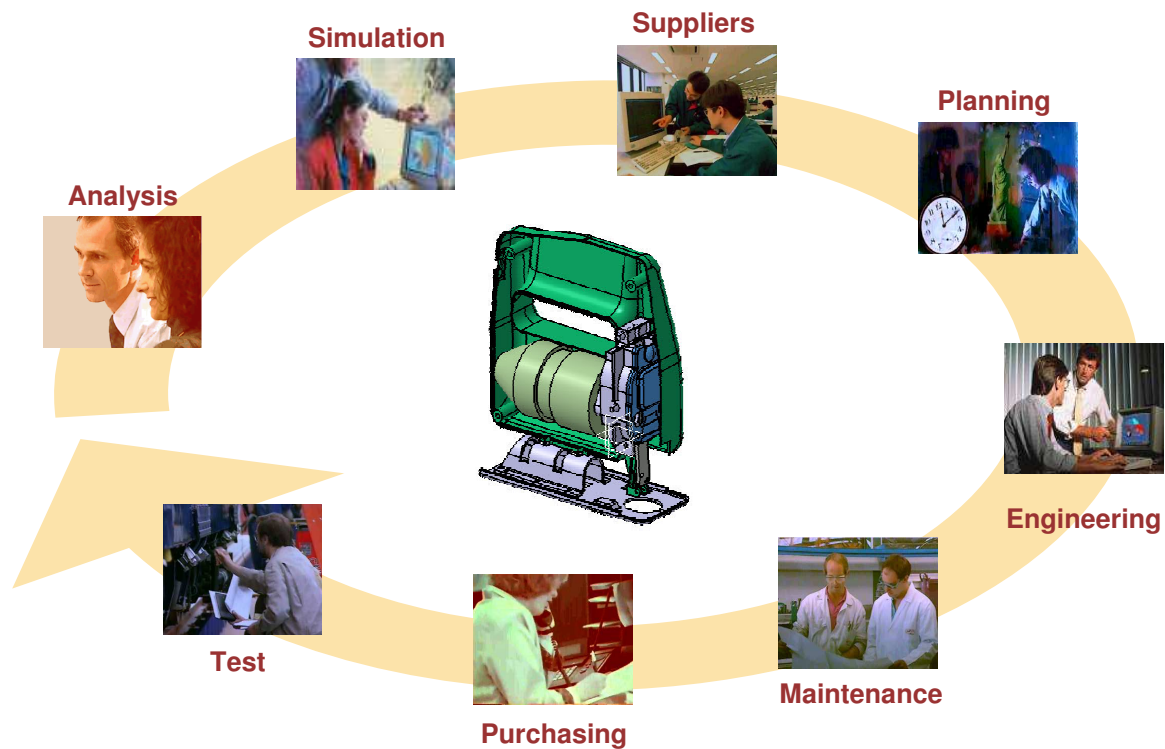 Suppliers
Simulation
Planning
Analysis
Engineering
Test
Maintenance
Purchasing